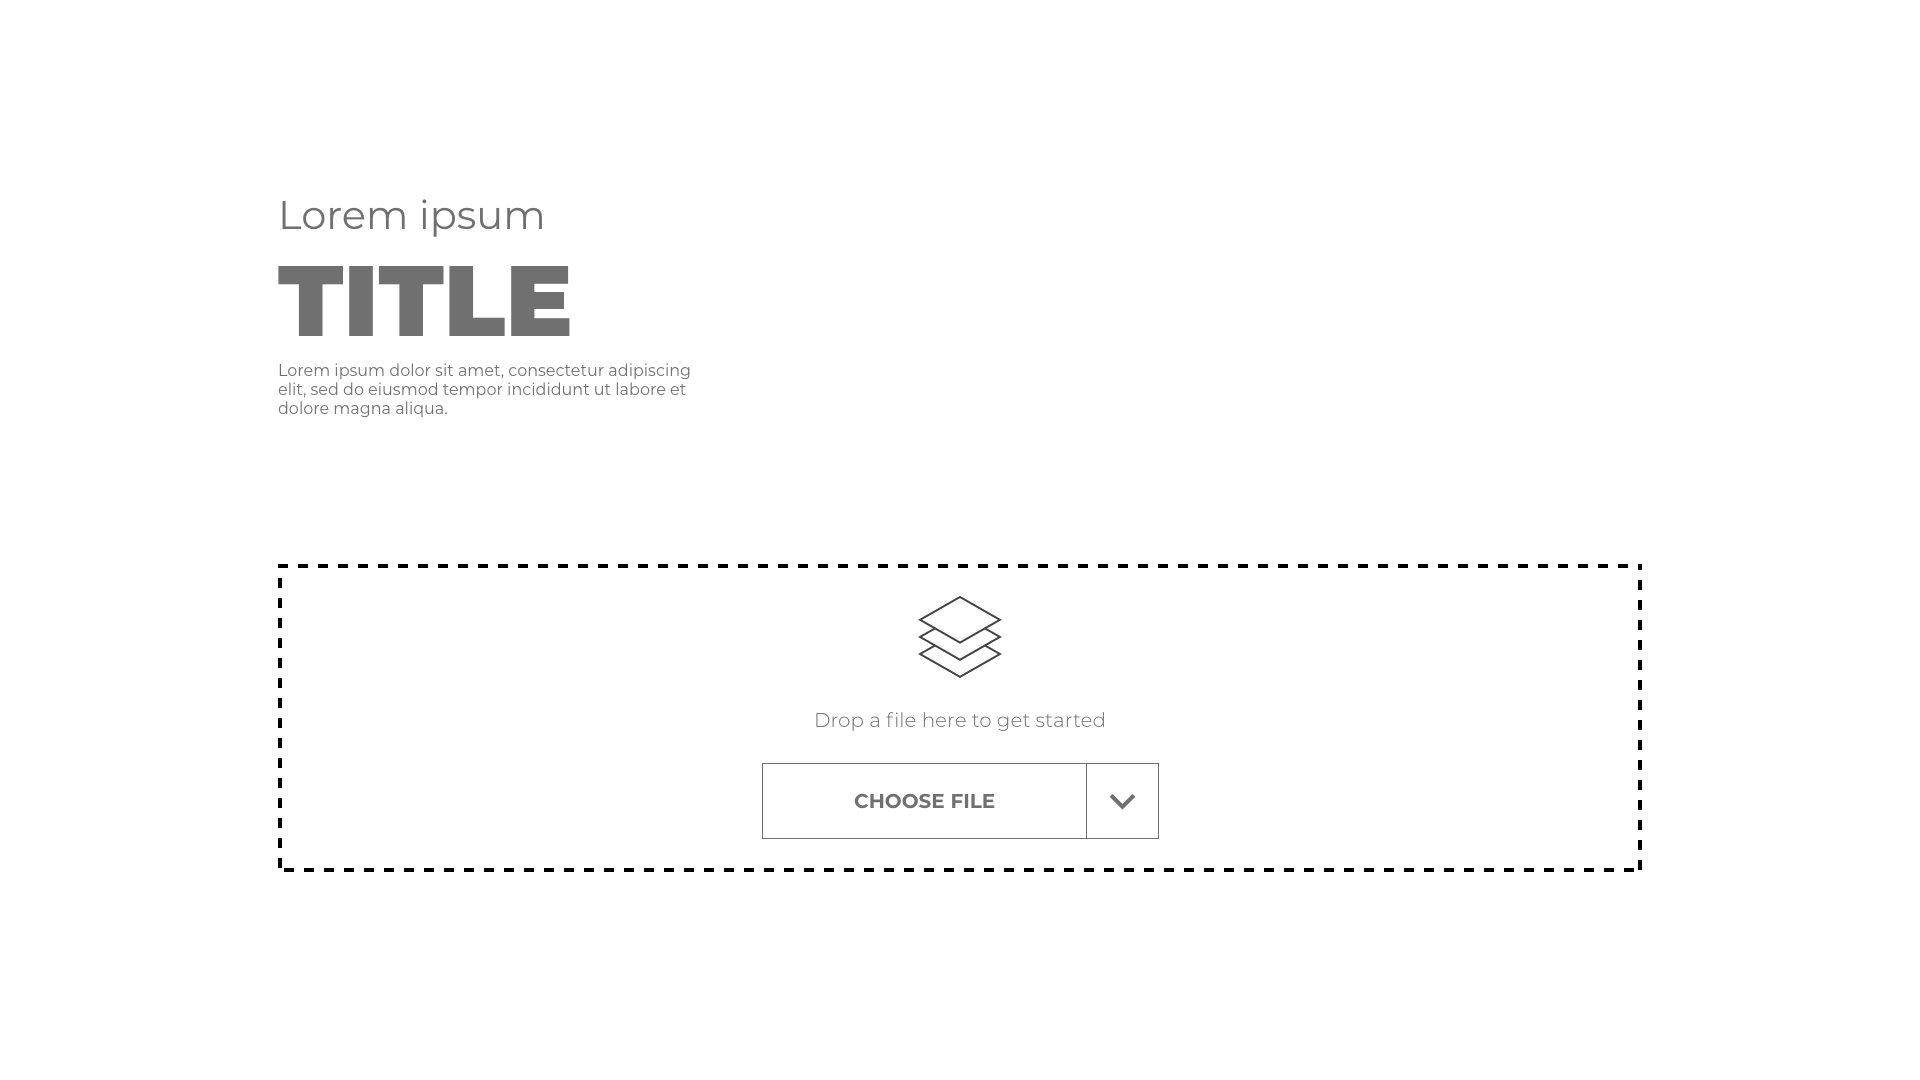 Lorem ipsum
TITLE
Lorem ipsum dolor sit amet, consectetur adipiscing
elit, sed do eiusmod tempor incididunt ut labore et
dolore magna aliqua.
Drop a file here to get started
CHOOSE FILE